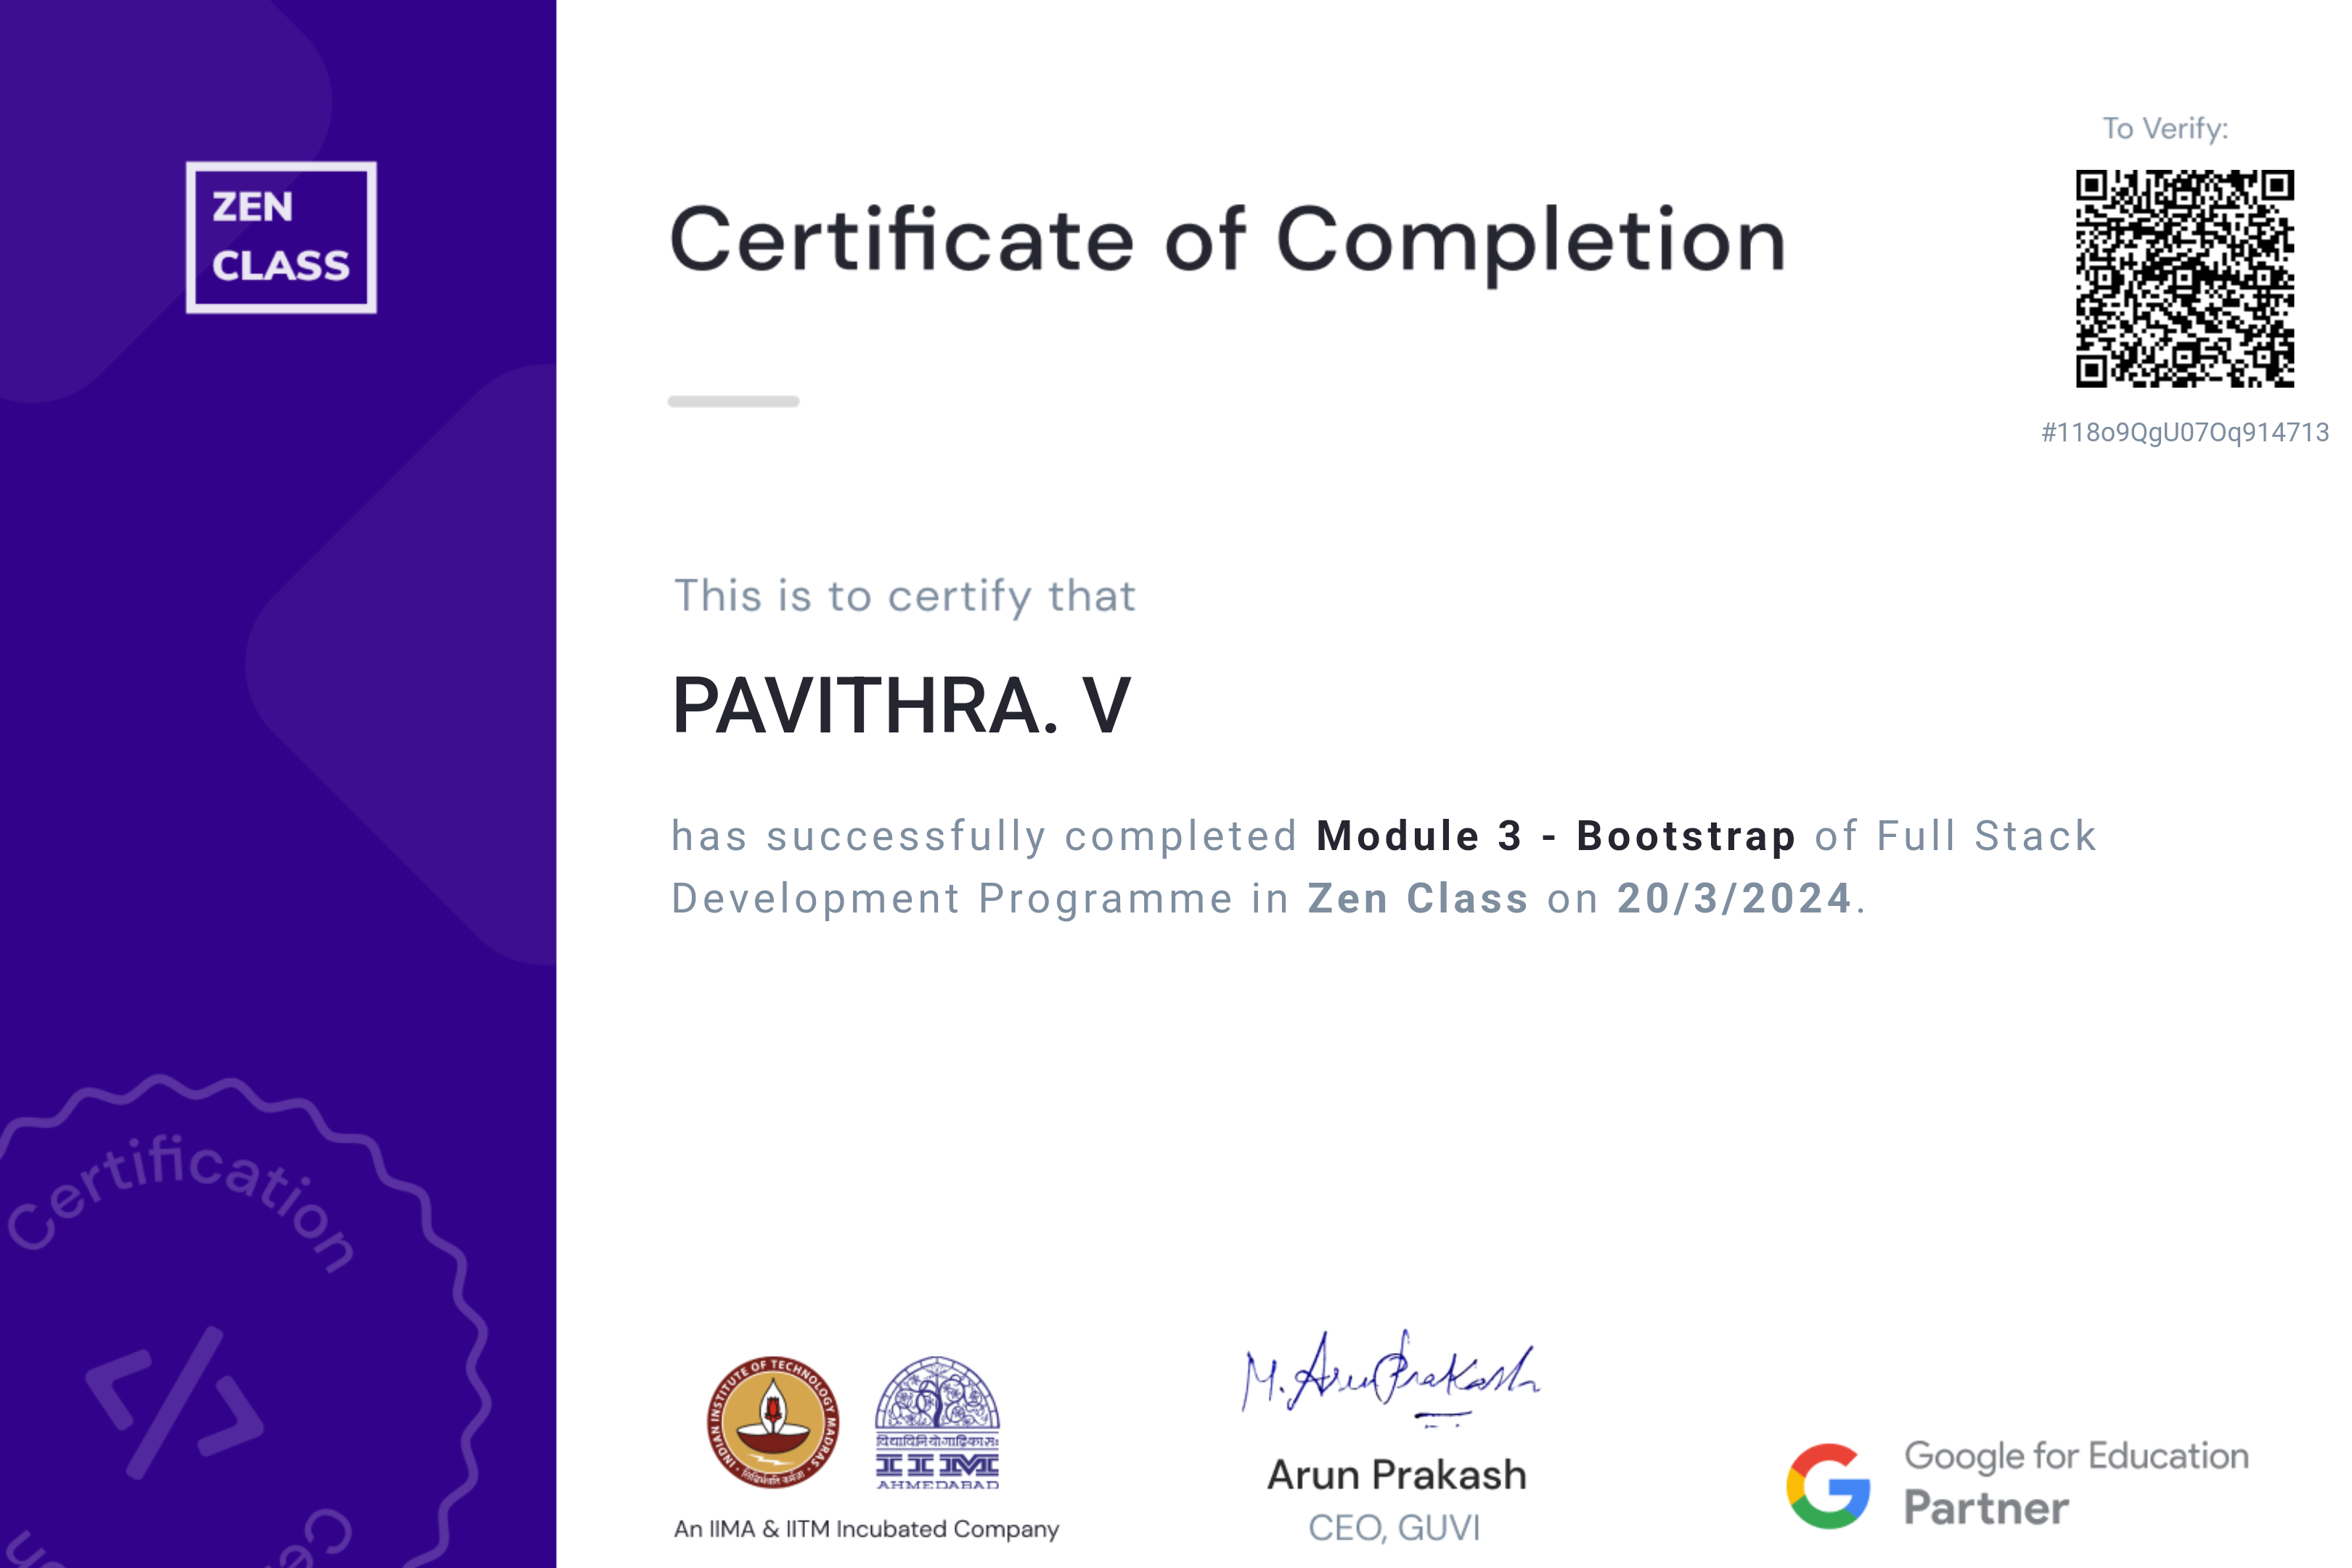 ZEN
CLASS
Certificate of Completion
To Verify:
#118o9QgU07Oq914713
This is to certify that
PAVITHRA. V
has successfully completed Module 3 - Bootstrap of Full Stack
Development Programme in Zen Class on 20/3/2024.
Certification
</>
Ce
n
INDIAN INSTITUTE OF TECHNOLOGY MADRAS
IIM
AHMEDABAD
An IIMA & IITM Incubated Company
M. Arun Prakash
Arun Prakash
CEO, GUVI
Google for Education
Partner